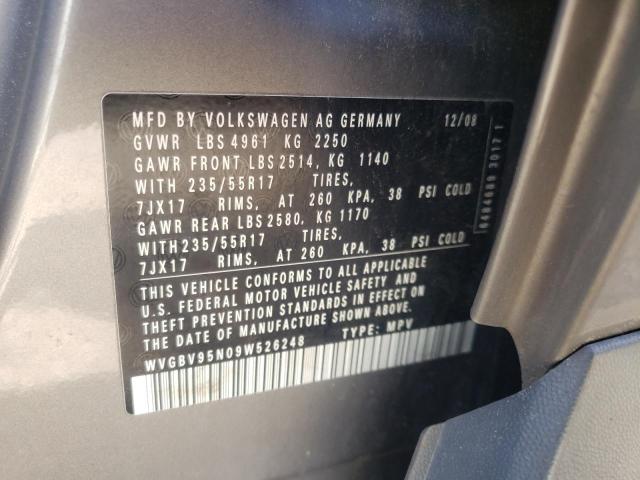 MFD BY VOLKSWAGEN AG GERMANY 12/08
GVWR LBS 4961 KG 2250
GAWR FRONT LBS 2514, KG 1140
WITH 235/55R17 TIRES,
7JX17 RIMS, AT 260 KPA, 38 PSI COLD
GAWR REAR LBS 2580. KG 1170
WITH 235/55R17 TIRES,
7JX17 RIMS, AT 260 KPA, 38 PSI COLD
THIS VEHICLE CONFORMS TO ALL APPLICABLE
U.S. FEDERAL MOTOR VEHICLE SAFETY AND
THEFT PREVENTION STANDARDS IN EFFECT ON
THE DATE OF MANUFACTURE SHOWN ABOVE
WVGBV95N09W526248 TYPE: MPV